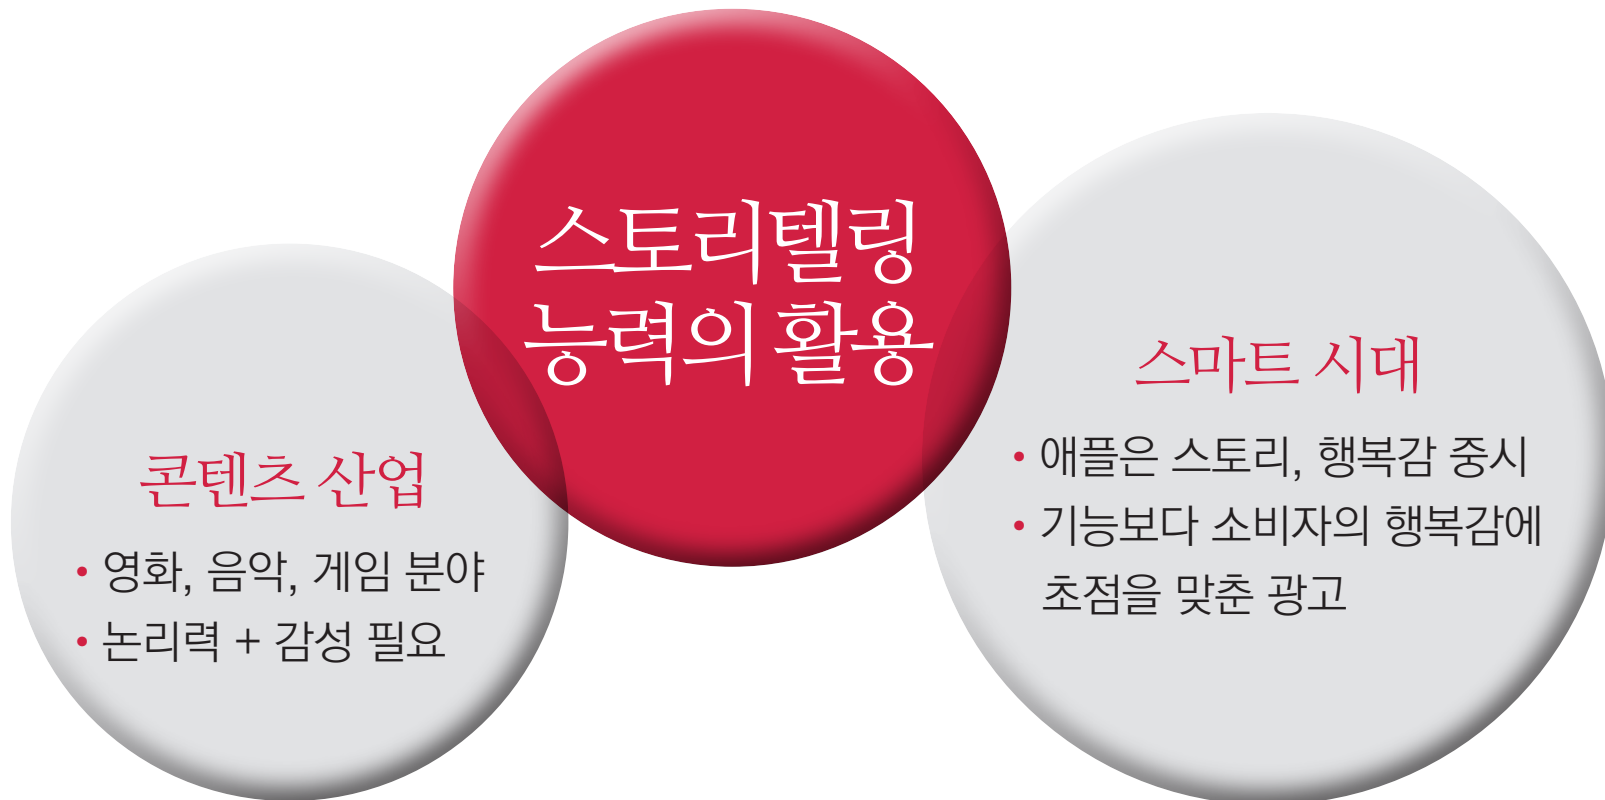 스토리텔링
능력의 활용
콘텐츠 산업
• 영화, 음악, 게임 분야
• 논리력 + 감성 필요
스마트 시대
• 애플은 스토리, 행복감 중시
• 기능보다 소비자의 행복감에
초점을 맞춘 광고